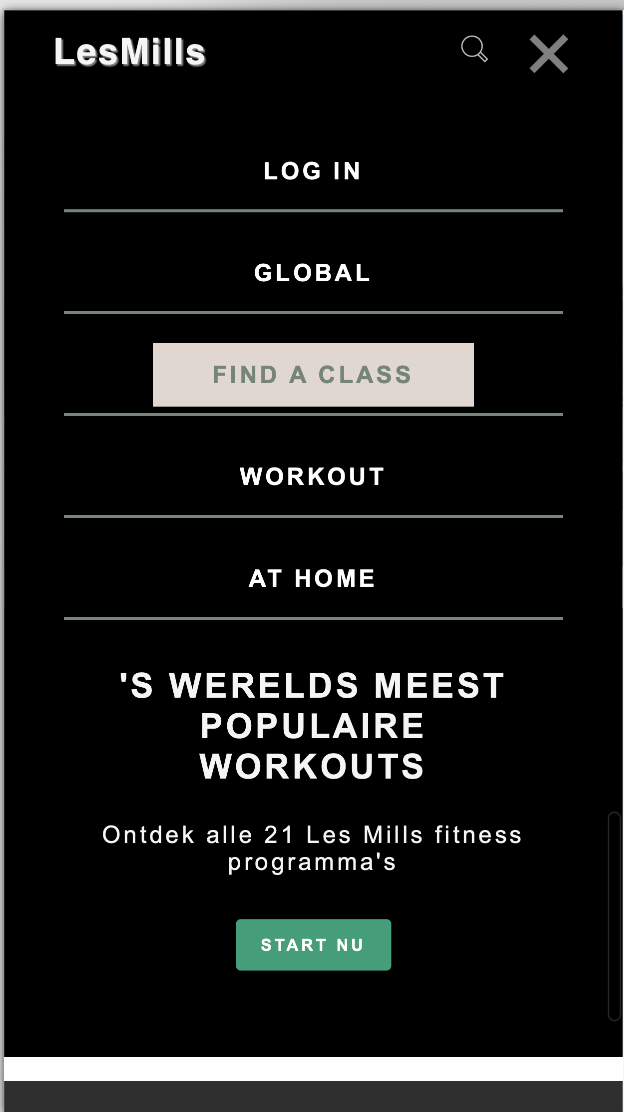 LesMills
LOG IN
GLOBAL
FIND A CLASS
WORKOUT
AT HOME
'S WERELDS MEEST
POPULAIRE
WORKOUTS
Ontdek alle 21 Les Mills fitness
programma's
START NU